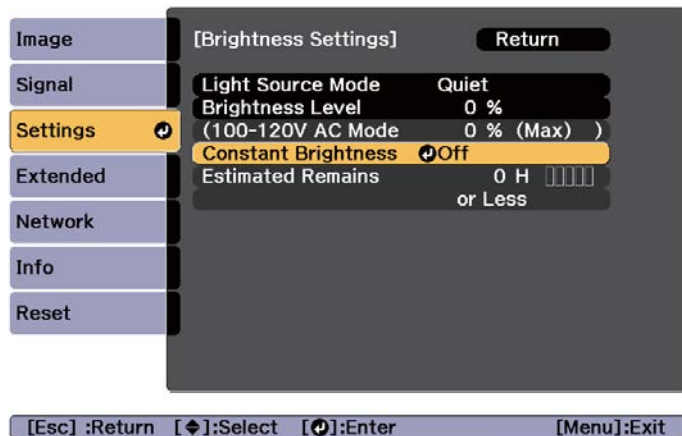 Image
Signal
Settings
Extended
Network
Info
Reset
[Brightness Settings] Return
Light Source Mode Quiet
Brightness Level 0 %
(100-120V AC Mode 0 % (Max) )
Constant Brightness Off
Estimated Remains 0 H
or Less
[Esc] :Return [ ]:Select [ ]:Enter [Menu]:Exit